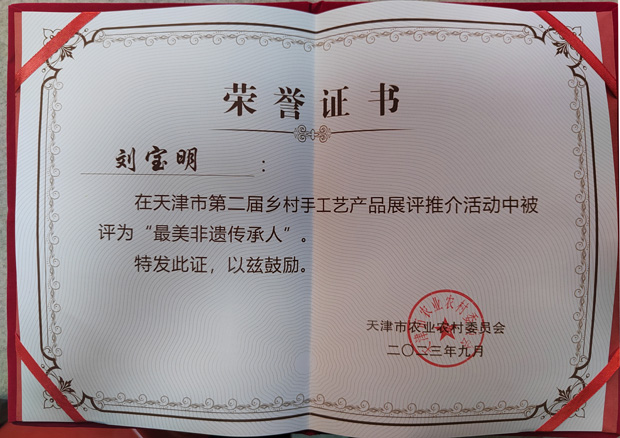 荣誉证书
刘宝明：
在天津市第二届乡村手工艺产品展评推介活动中被
评为“最美非遗传承人”。
特发此证，以兹鼓励。
天津市农业农村委员会
二〇二三年九月